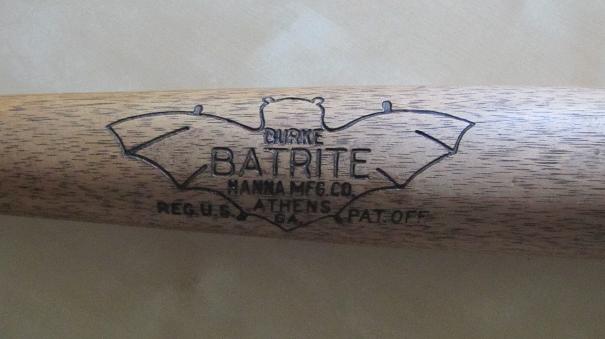 BURKE
BATRITE
HANNA MFG. CO.
ATHENS
GA.
REG. U.S. PAT. OFF.